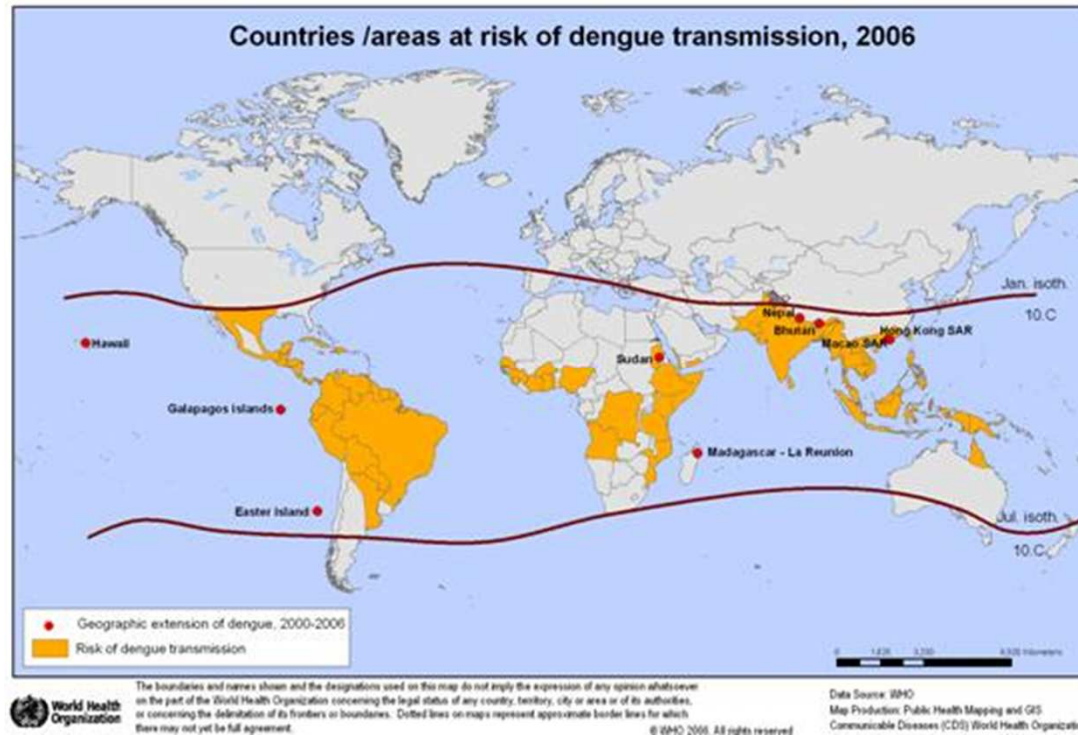 Countries /areas at risk of dengue transmission, 2006
Jan. isoth.
10.C
Nepal
Bhutan
Hong Kong SAR
Macao SAR
Hawaii
Sudan
Galapagos Islands
Madagascar - La Reunion
Easter Island
Jul. isoth.
10.C
Geographic extension of dengue, 2000-2006
Risk of dengue transmission
0
World Health
Organization
The boundaries and names shown and the designations used on this map do not imply the expression of any opinion whatsoever
on the part of the World Health Organization concerning the legal status of any country, territory, city or area or of its authorities,
or concerning the delimitation of its frontiers or boundaries. Dotted lines on maps represent approximate border lines for which
there may not yet be full agreement.
© WHO 2006. All rights reserved
Data Source: WHO
Map Production: Public Health Mapping and GIS
Communicable Diseases (CDS) World Health Organizatio